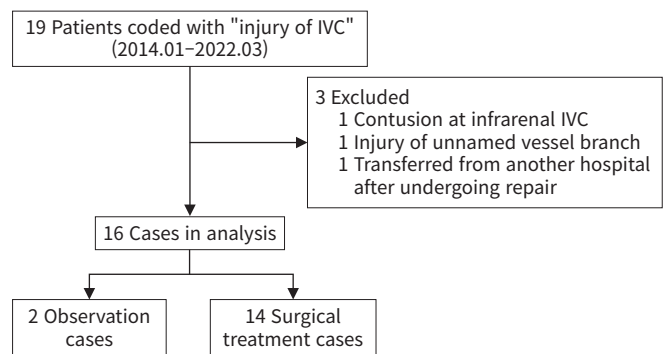 19 Patients coded with "injury of IVC"
(2014.01–2022.03)
3 Excluded
1 Contusion at infrarenal IVC
1 Injury of unnamed vessel branch
1 Transferred from another hospital
after undergoing repair
16 Cases in analysis
2 Observation
cases
14 Surgical
treatment cases